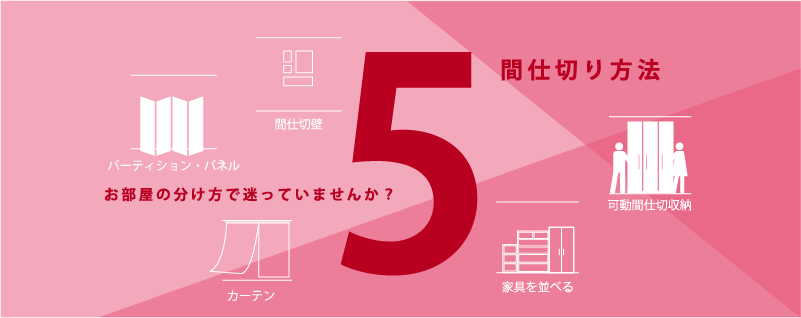 間仕切り方法
5
間仕切壁
パーティション・パネル
お部屋の分け方で迷っていませんか？
可動間仕切収納
カーテン
家具を並べる